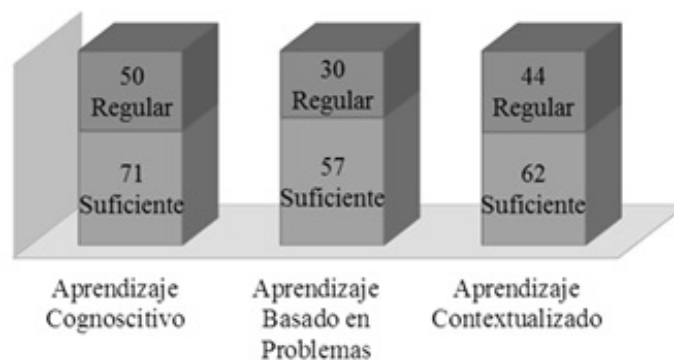 50
Regular
71
Suficiente
30
Regular
57
Suficiente
44
Regular
62
Suficiente
Aprendizaje
Cognoscitivo
Aprendizaje
Basado en
Problemas
Aprendizaje
Contextualizado